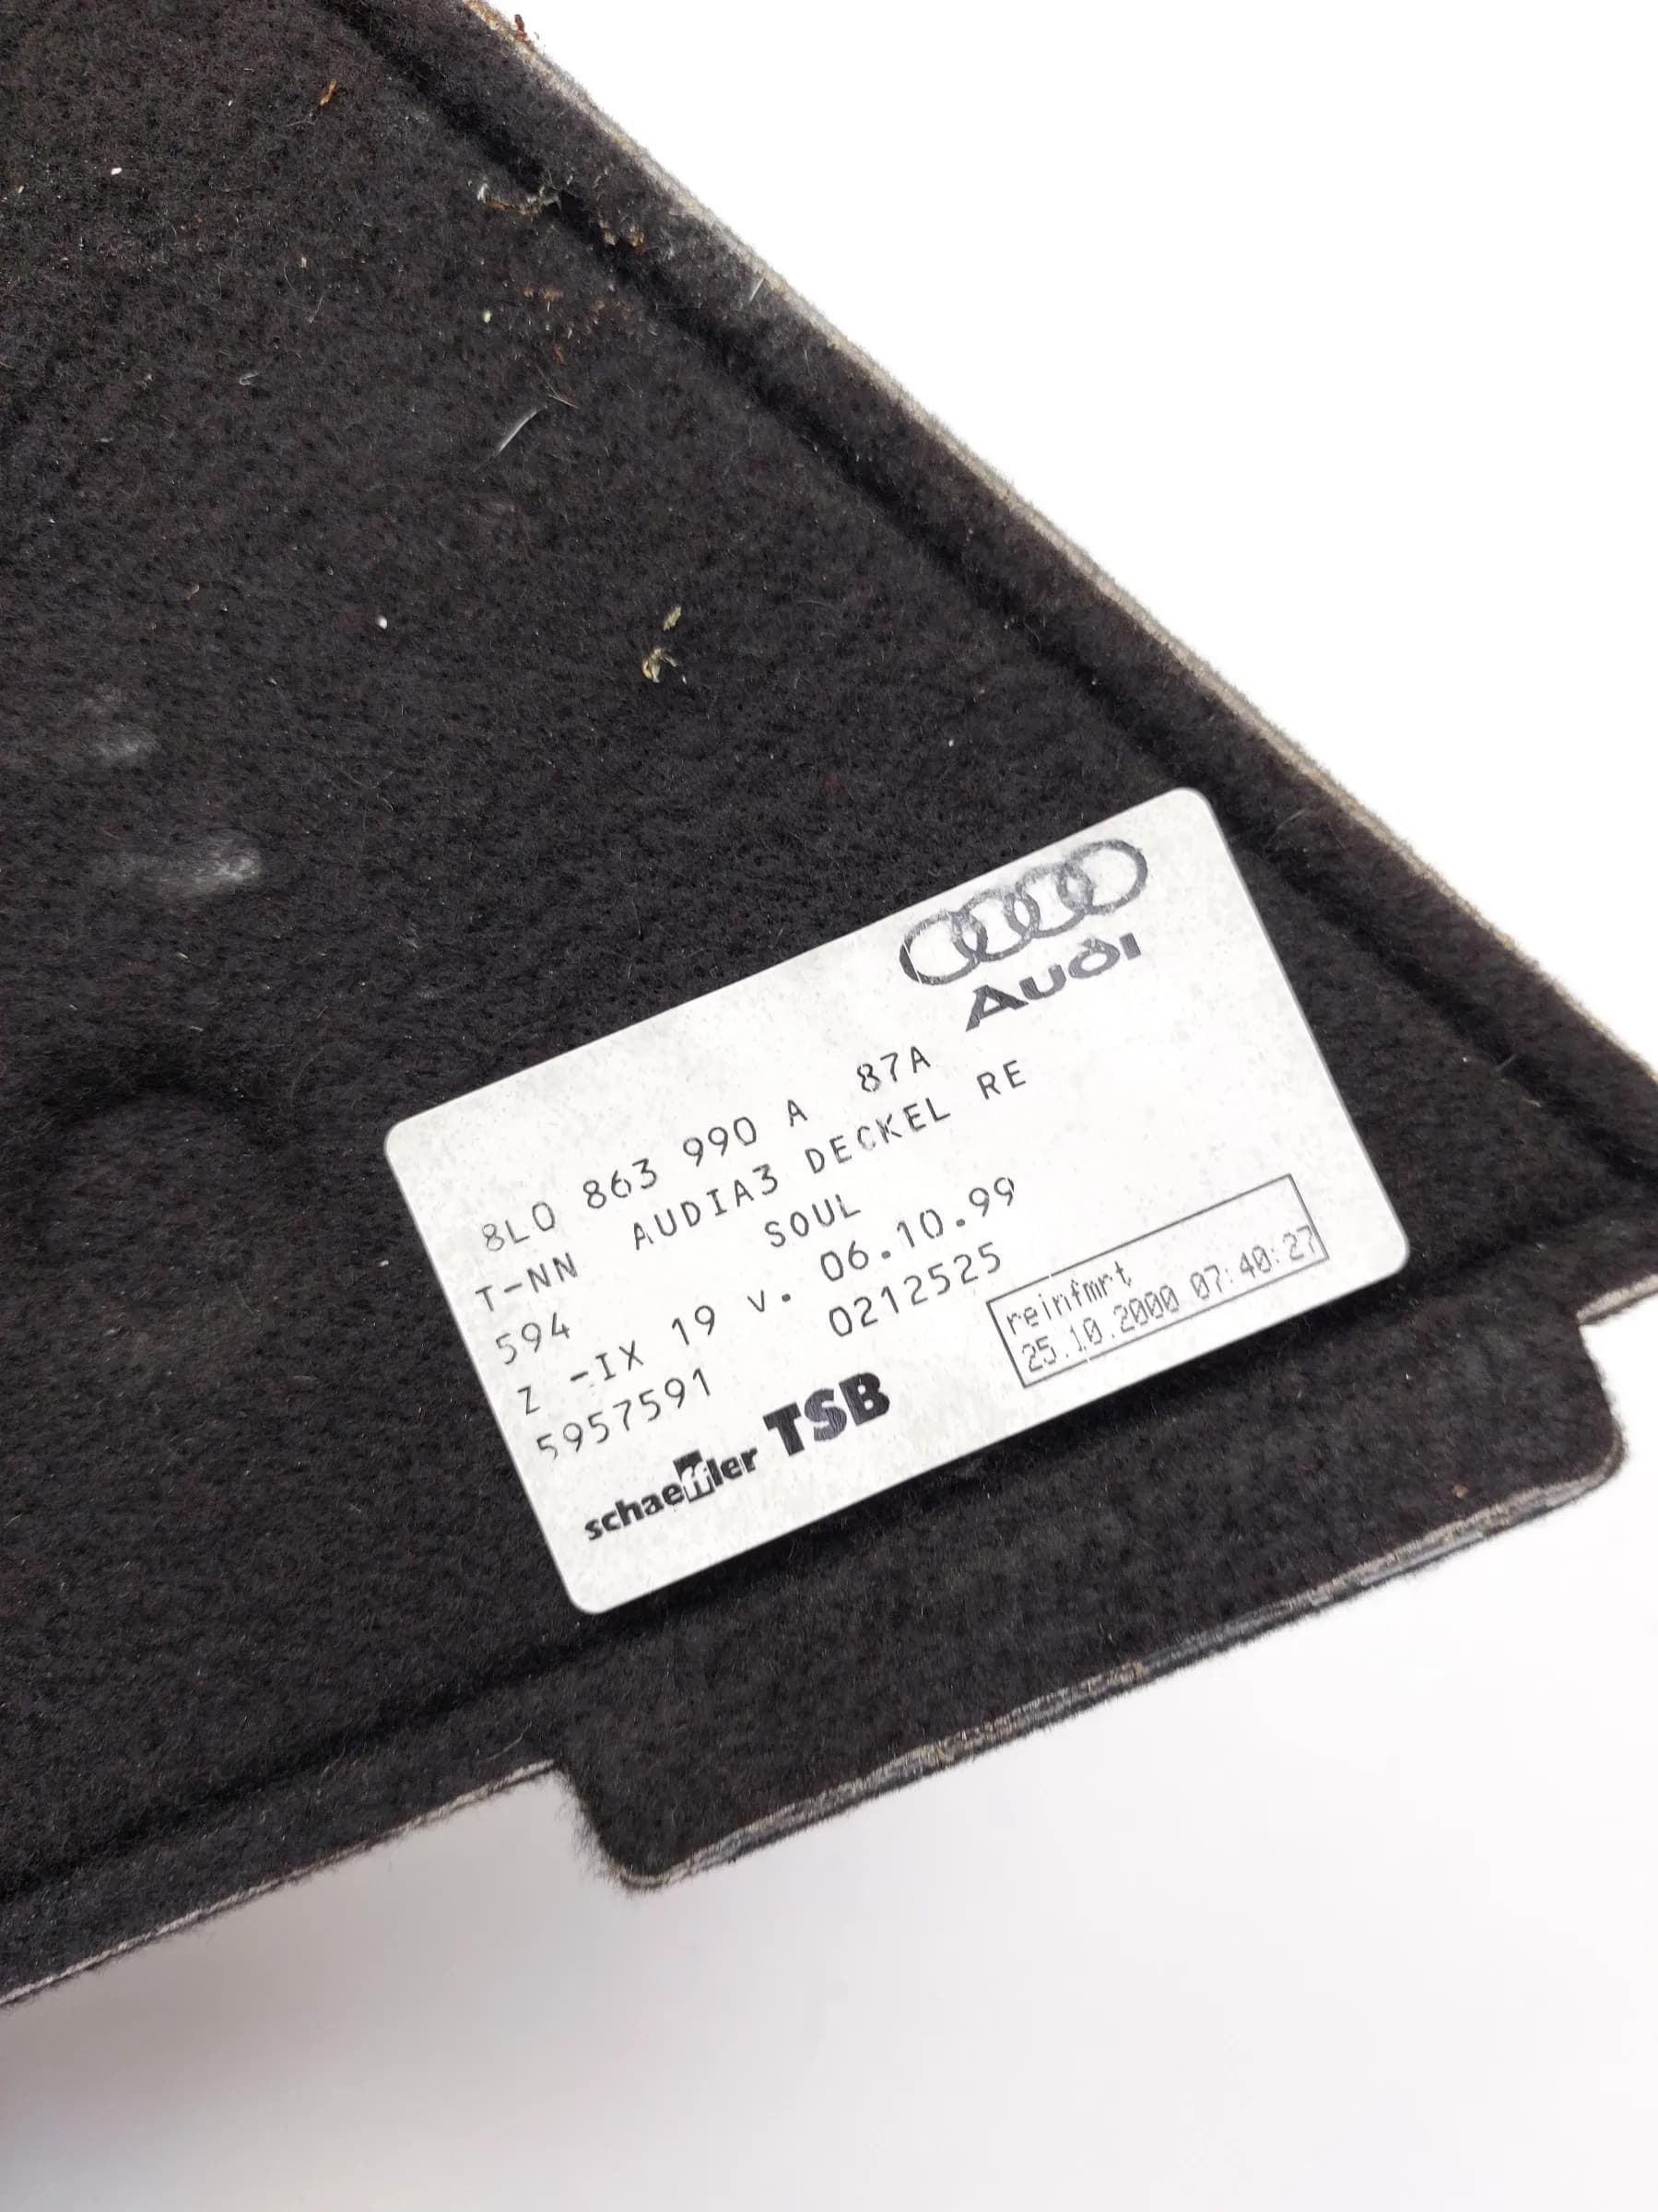 Audi
8L0 863 990 A 87A
T-NN AUDIA3 DECKEL RE
594 SOUL
Z -IX 19 v. 06.10.99
5957591 0212525
reinfmrt
25.10.2000 07:40:27
schaeffler TSB